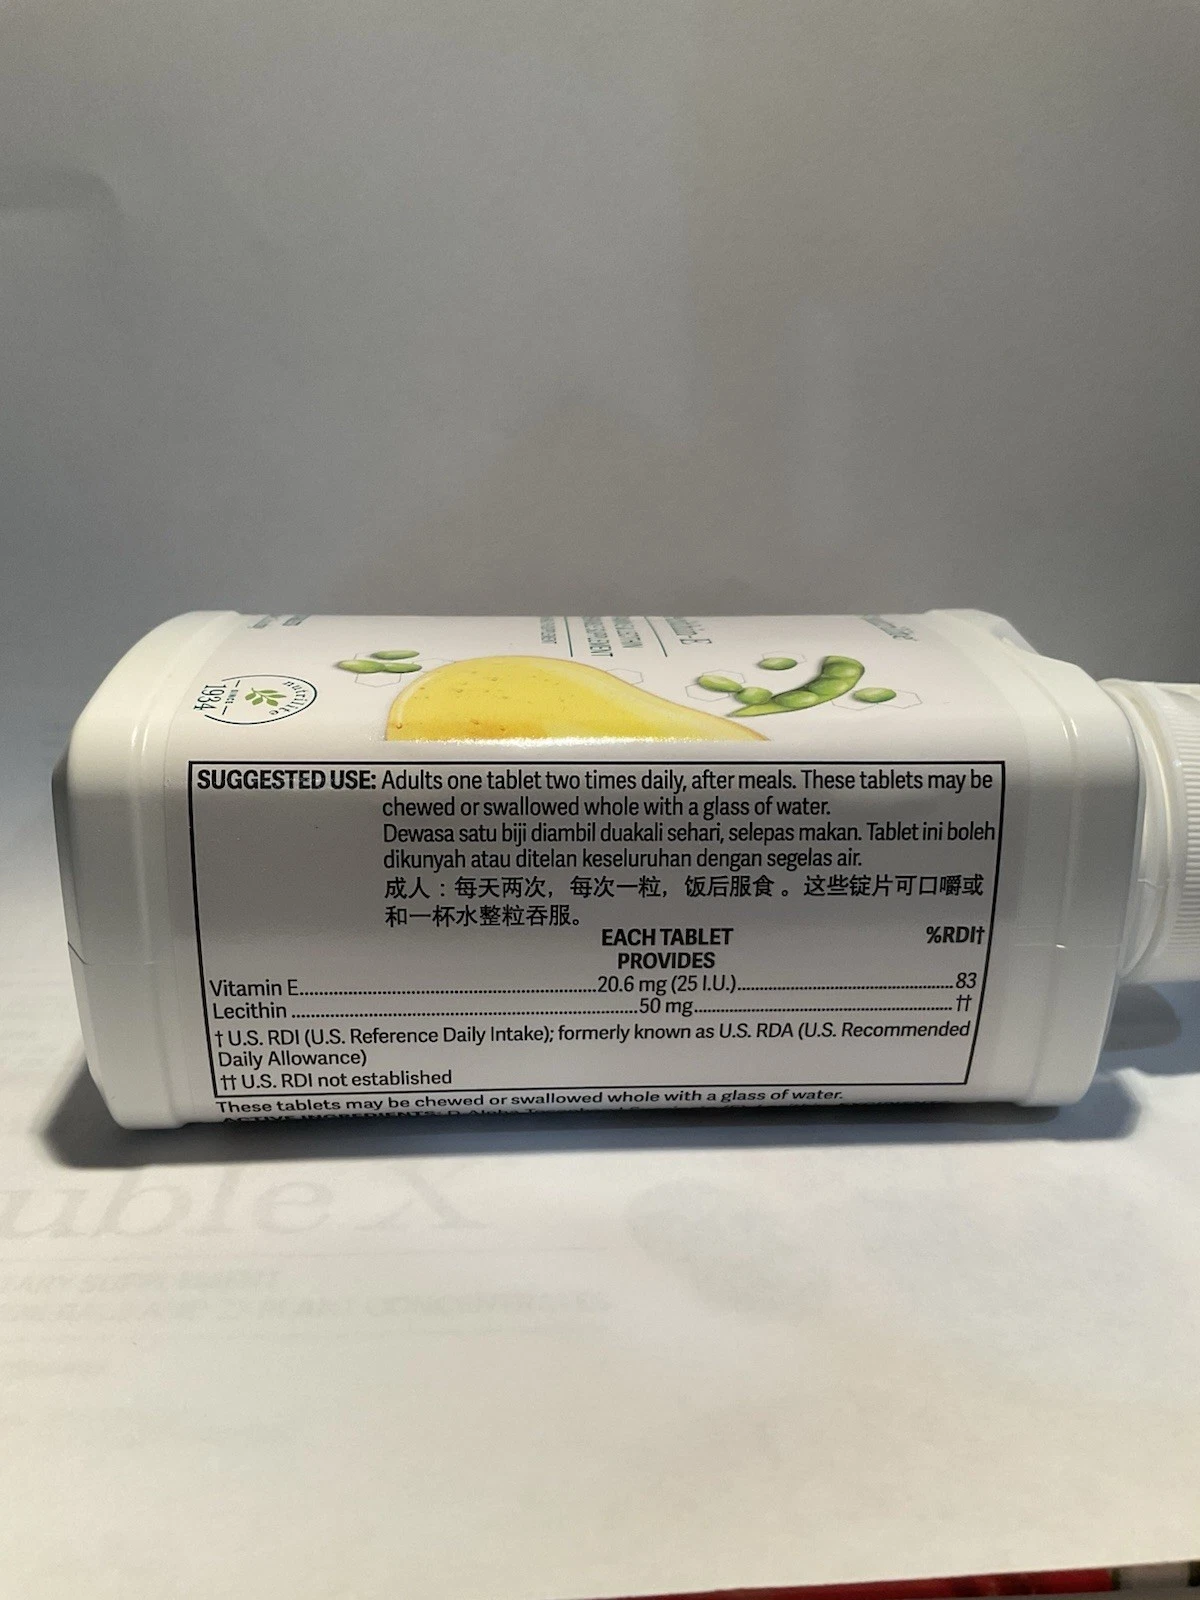 nutrilite
SINCE
1934
SUGGESTED USE: Adults one tablet two times daily, after meals. These tablets may be
chewed or swallowed whole with a glass of water.
Dewasa satu biji diambil duakali sehari, selepas makan. Tablet ini boleh
dikunyah atau ditelan keseluruhan dengan segelas air.
成人：每天两次，每次一粒，饭后服食。这些锭片可口嚼或
和一杯水整粒吞服。
EACH TABLET %RDI†
PROVIDES
Vitamin E..........20.6 mg (25 I.U.)..........83
Lecithin..........50 mg..........††
† U.S. RDI (U.S. Reference Daily Intake); formerly known as U.S. RDA (U.S. Recommended
Daily Allowance)
†† U.S. RDI not established
These tablets may be chewed or swallowed whole with a glass of water.
ACTIVE INGREDIENTS:
uble X